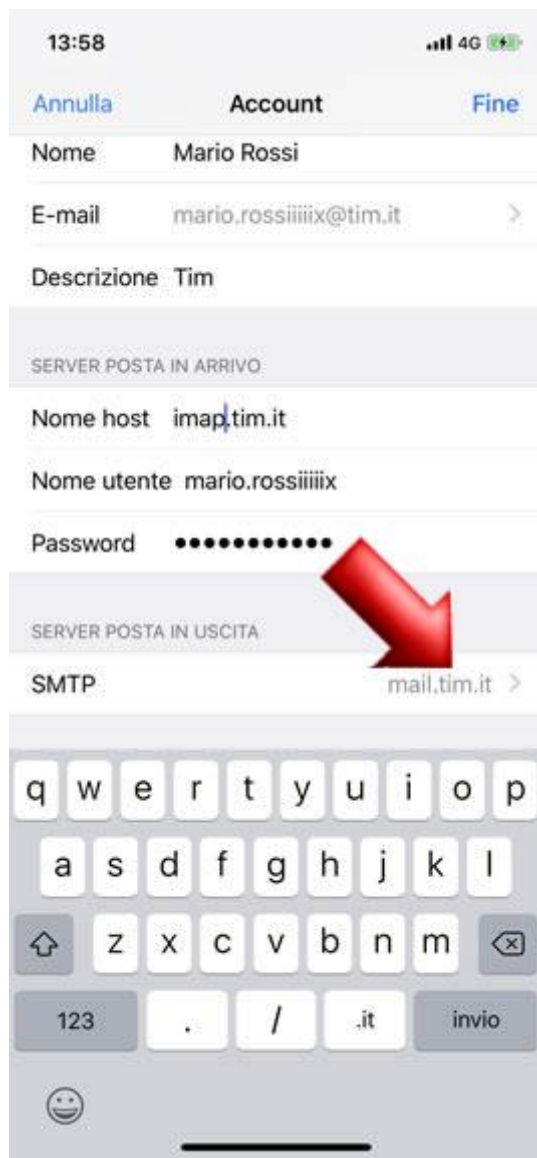 13:58 4G
Annulla Account Fine
Nome Mario Rossi
E-mail mario.rossiiiiix@tim.it
Descrizione Tim
SERVER POSTA IN ARRIVO
Nome host imap.tim.it
Nome utente mario.rossiiiiix
Password ●●●●●●●●●●●
SERVER POSTA IN USCITA
SMTP mail.tim.it
q w e r t y u i o p
a s d f g h j k l
z x c v b n m
123 . / .it invio